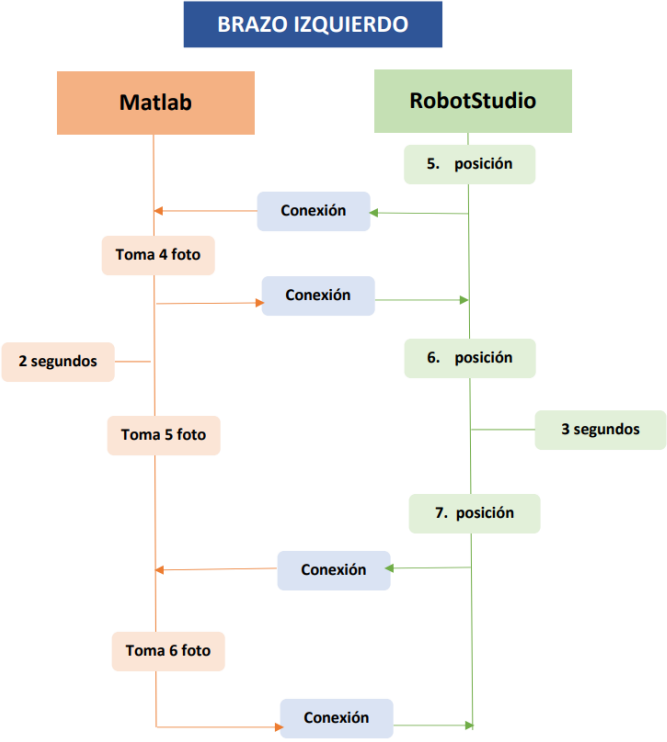 BRAZO IZQUIERDO
Matlab
RobotStudio
5. posición
Conexión
Toma 4 foto
Conexión
2 segundos
6. posición
Toma 5 foto
3 segundos
7. posición
Conexión
Toma 6 foto
Conexión